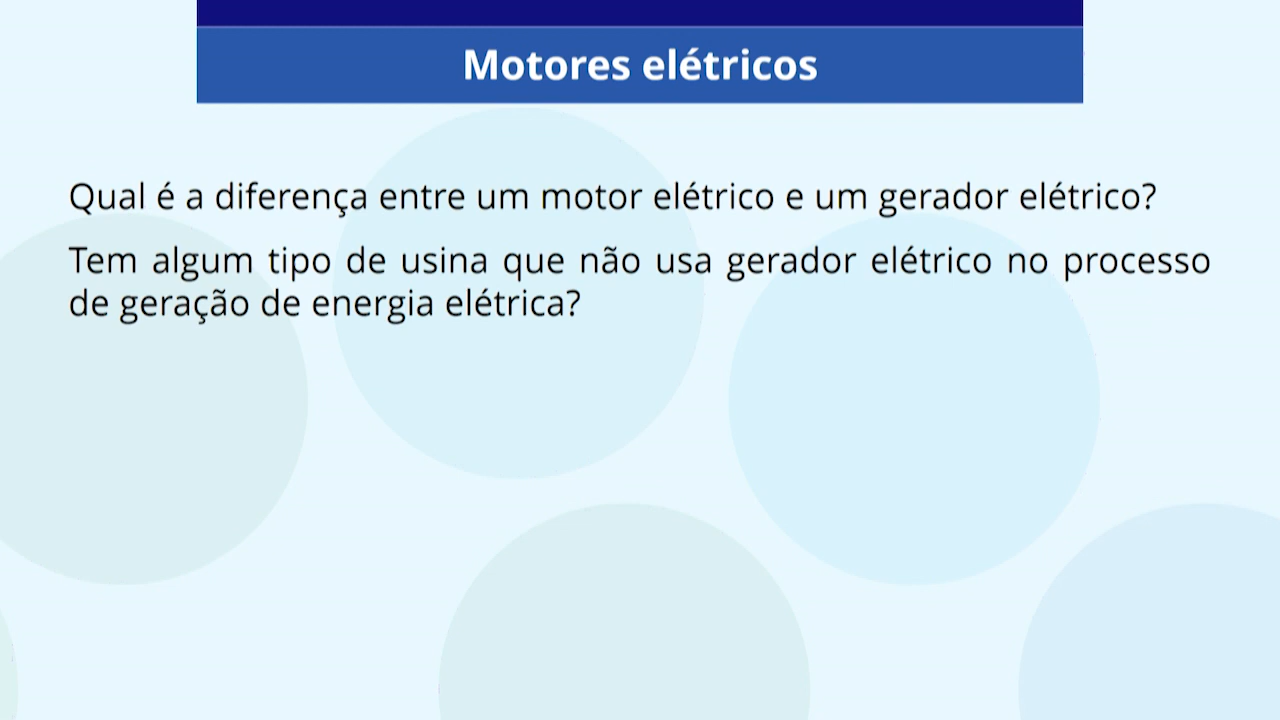 Motores elétricos
Qual é a diferença entre um motor elétrico e um gerador elétrico?
Tem algum tipo de usina que não usa gerador elétrico no processo
de geração de energia elétrica?